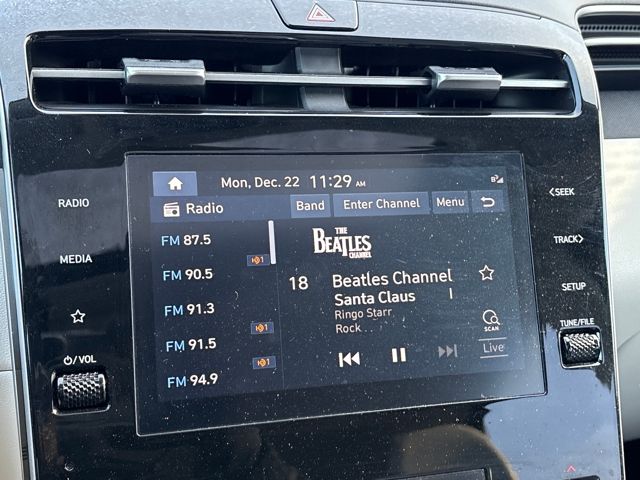 Mon, Dec. 22 11:29 AM
Radio Band Enter Channel Menu
FM 87.5
FM 90.5
FM 91.3
FM 91.5
FM 94.9
THE
BEATLES
CHANNEL
18 Beatles Channel
Santa Claus I
Ringo Starr
Rock
SCAN
Live
RADIO
MEDIA
VOL
<SEEK
TRACK>
SETUP
TUNE/FILE